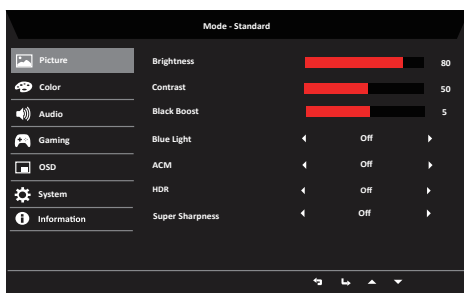 Mode - Standard
Picture
Brightness 80
Color
Contrast 50
Audio
Black Boost 5
Gaming
Blue Light Off
OSD
ACM Off
System
HDR Off
Information
Super Sharpness Off